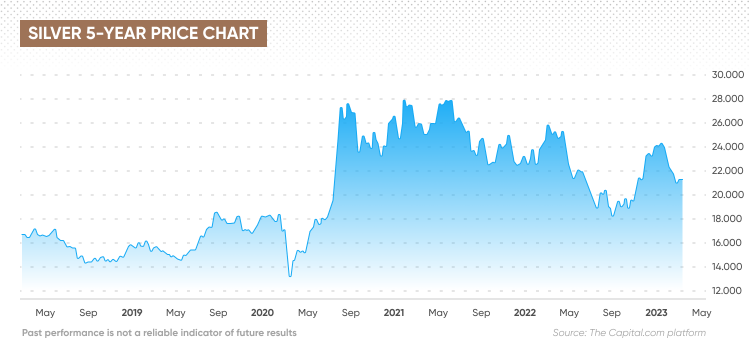 SILVER 5-YEAR PRICE CHART
30.000
28.000
26.000
24.000
22.000
20.000
18.000
16.000
14.000
12.000
May Sep 2019 May Sep 2020 May Sep 2021 May Sep 2022 May Sep 2023 May
Past performance is not a reliable indicator of future results
Source: The Capital.com platform